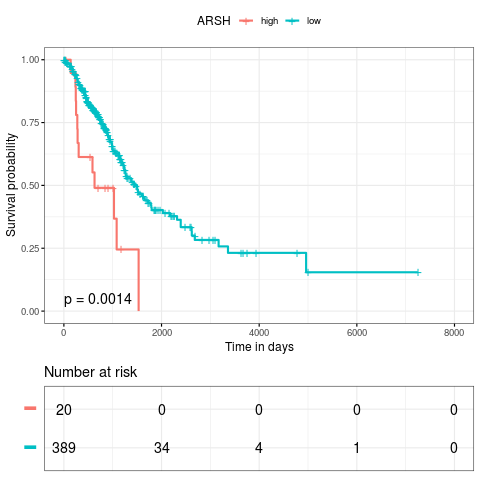 ARSH high low
1.00
0.75
0.50
0.25
0.00
Survival probability
p = 0.0014
0 2000 4000 6000 8000
Time in days
Number at risk
20 0 0 0 0
389 34 4 1 0